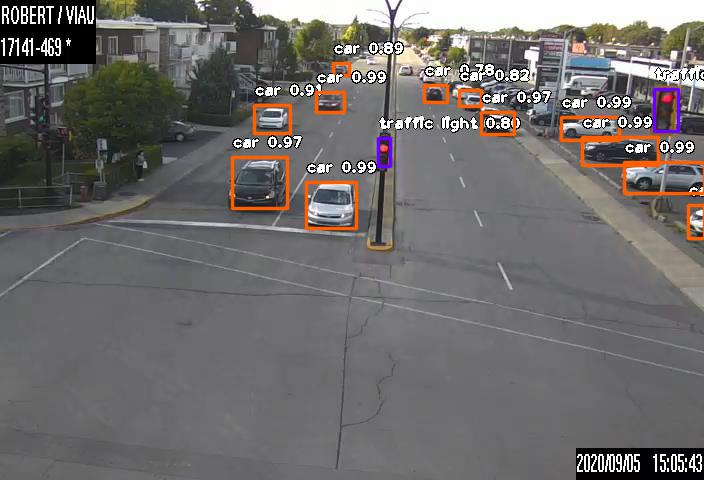 ROBERT / VIAU
17141-469 *
car 0.89
car 0.99
car 0.78
car 0.82
traffic
car 0.91
car 0.97
car 0.99
traffic light 0.80
car 0.99
car 0.97
car 0.99
car 0.99
2020/09/05 15:05:43